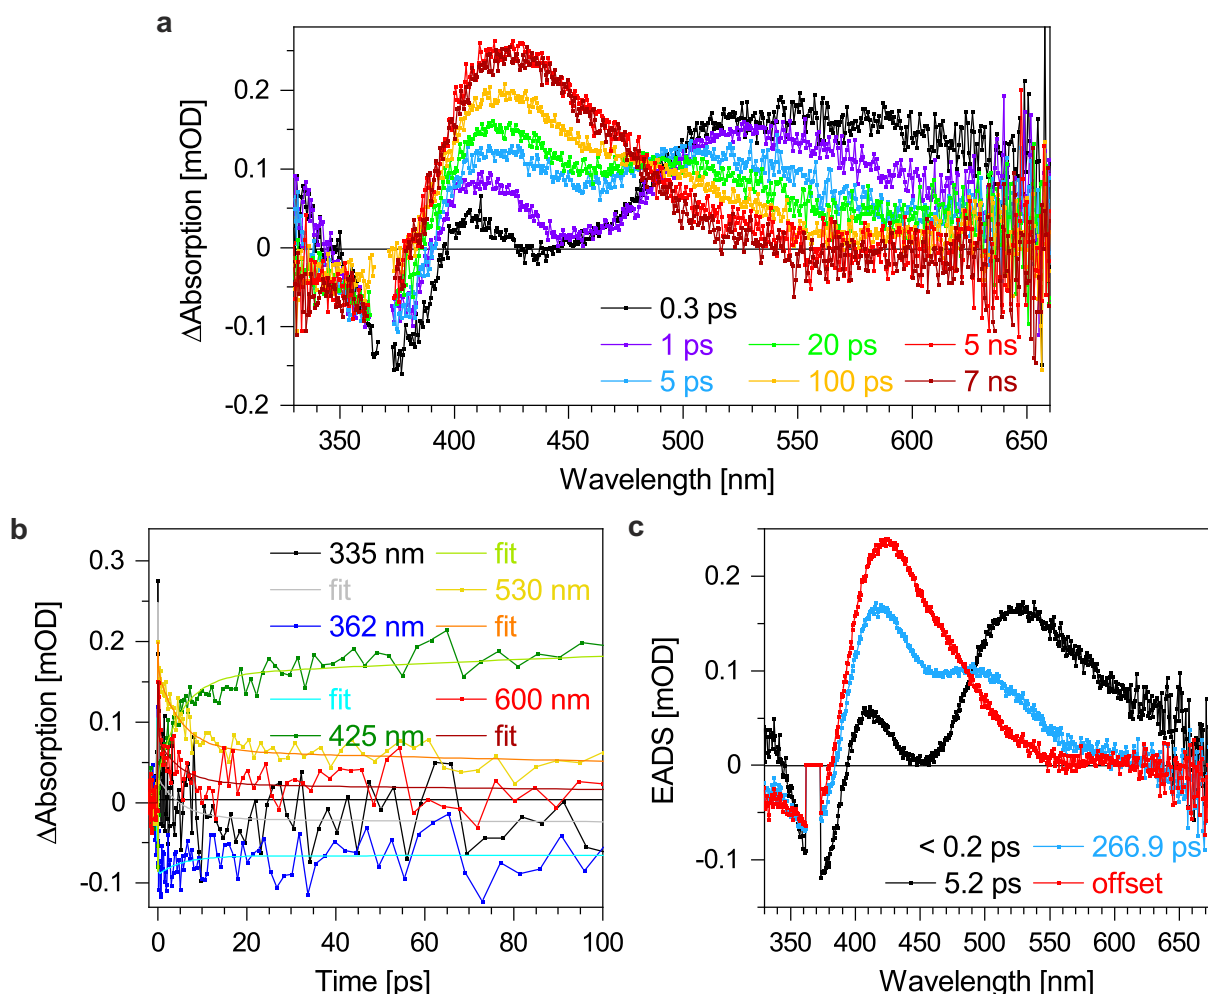 a
ΔAbsorption [mOD]
0.2
0.1
0
-0.1
-0.2
0.3 ps
1 ps 20 ps 5 ns
5 ps 100 ps 7 ns
350 400 450 500 550 600 650
Wavelength [nm]
b
ΔAbsorption [mOD]
0.3
0.2
0.1
0
-0.1
335 nm fit
fit 530 nm
362 nm fit
fit 600 nm
425 nm fit
0 20 40 60 80 100
Time [ps]
c
EADS [mOD]
0.2
0.1
0
-0.1
< 0.2 ps 266.9 ps
5.2 ps offset
350 400 450 500 550 600 650
Wavelength [nm]